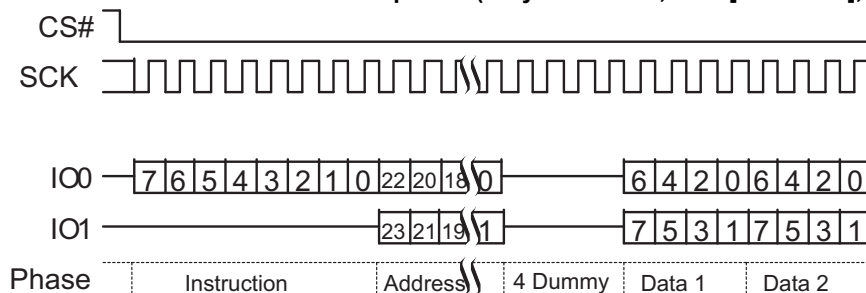 CS#
SCK
IO0 7 6 5 4 3 2 1 0 22 20 18 0 6 4 2 0 6 4 2 0
IO1 23 21 19 1 7 5 3 1 7 5 3 1
Phase Instruction Address 4 Dummy Data 1 Data 2